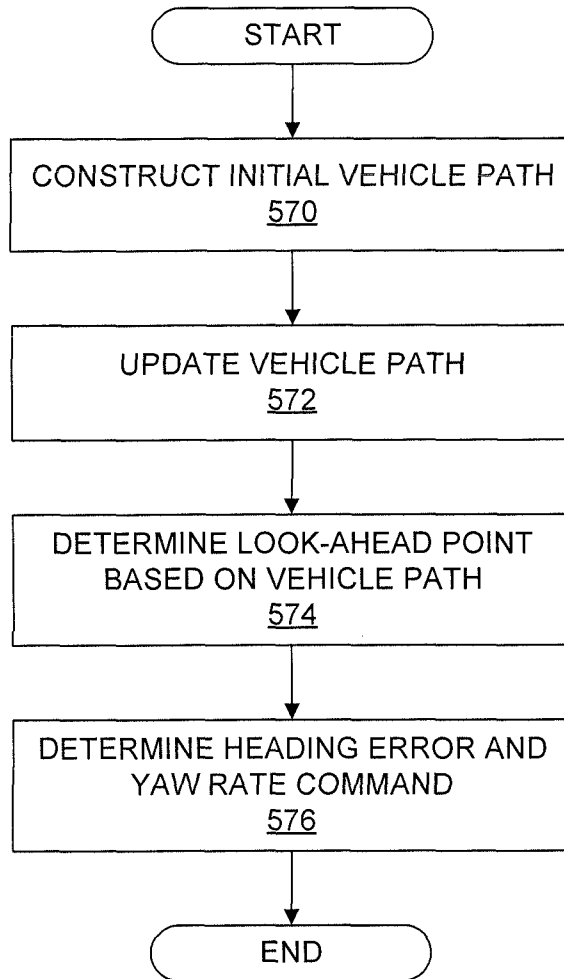 START
CONSTRUCT INITIAL VEHICLE PATH
570
UPDATE VEHICLE PATH
572
DETERMINE LOOK-AHEAD POINT
BASED ON VEHICLE PATH
574
DETERMINE HEADING ERROR AND
YAW RATE COMMAND
576
END